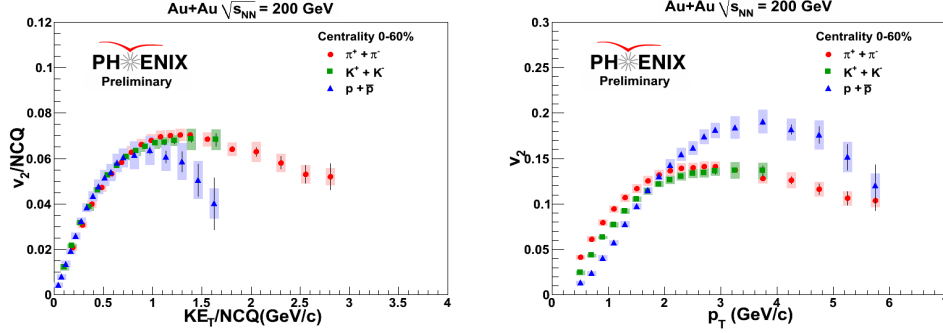 Au+Au √sNN = 200 GeV
v2/NCQ
0.12
0.1
0.08
0.06
0.04
0.02
0
PHENIX
Preliminary
Centrality 0-60%
π+ + π-
K+ + K-
p + p̅
0 0.5 1 1.5 2 2.5 3 3.5 4
KET/NCQ(GeV/c)
Au+Au √sNN = 200 GeV
v2
0.3
0.25
0.2
0.15
0.1
0.05
0
PHENIX
Preliminary
Centrality 0-60%
π+ + π-
K+ + K-
p + p̅
0 1 2 3 4 5 6
pT (GeV/c)